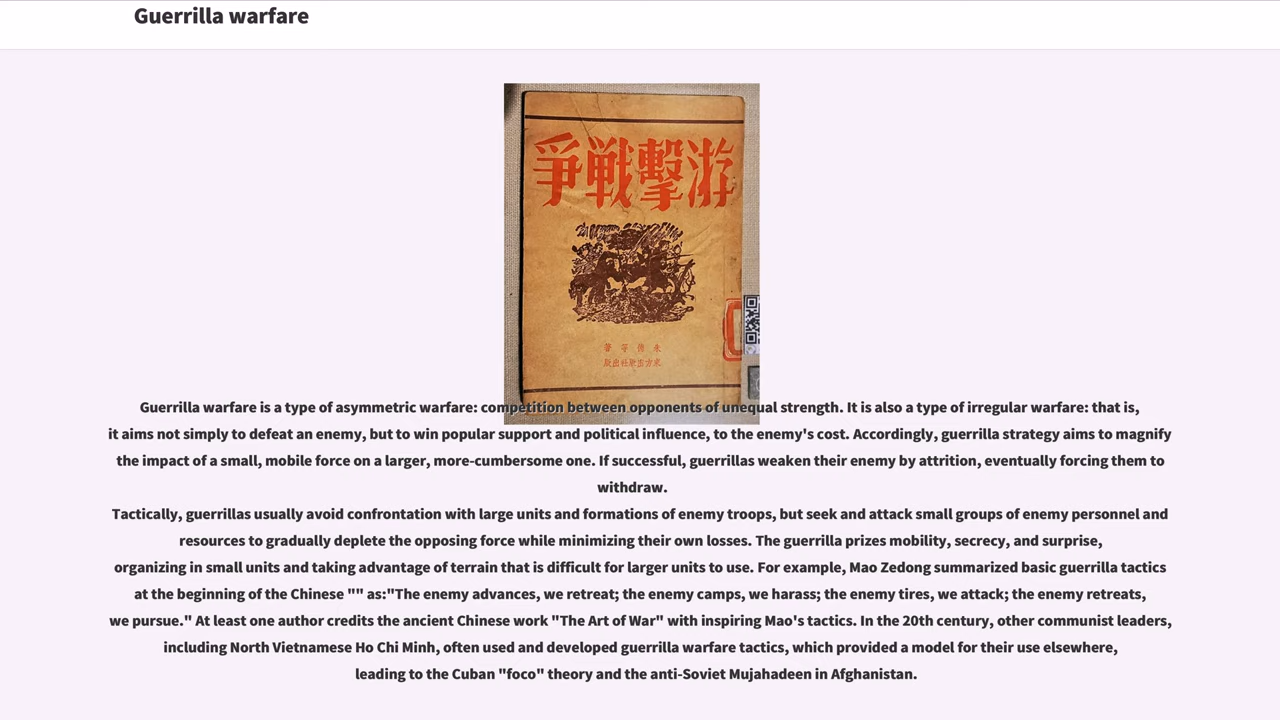 Guerrilla warfare
游擊戦爭
朱德等著
東方出版社出版
Guerrilla warfare is a type of asymmetric warfare: competition between opponents of unequal strength. It is also a type of irregular warfare: that is,
it aims not simply to defeat an enemy, but to win popular support and political influence, to the enemy's cost. Accordingly, guerrilla strategy aims to magnify
the impact of a small, mobile force on a larger, more-cumbersome one. If successful, guerrillas weaken their enemy by attrition, eventually forcing them to
withdraw.
Tactically, guerrillas usually avoid confrontation with large units and formations of enemy troops, but seek and attack small groups of enemy personnel and
resources to gradually deplete the opposing force while minimizing their own losses. The guerrilla prizes mobility, secrecy, and surprise,
organizing in small units and taking advantage of terrain that is difficult for larger units to use. For example, Mao Zedong summarized basic guerrilla tactics
at the beginning of the Chinese "" as:"The enemy advances, we retreat; the enemy camps, we harass; the enemy tires, we attack; the enemy retreats,
we pursue." At least one author credits the ancient Chinese work "The Art of War" with inspiring Mao's tactics. In the 20th century, other communist leaders,
including North Vietnamese Ho Chi Minh, often used and developed guerrilla warfare tactics, which provided a model for their use elsewhere,
leading to the Cuban "foco" theory and the anti-Soviet Mujahadeen in Afghanistan.